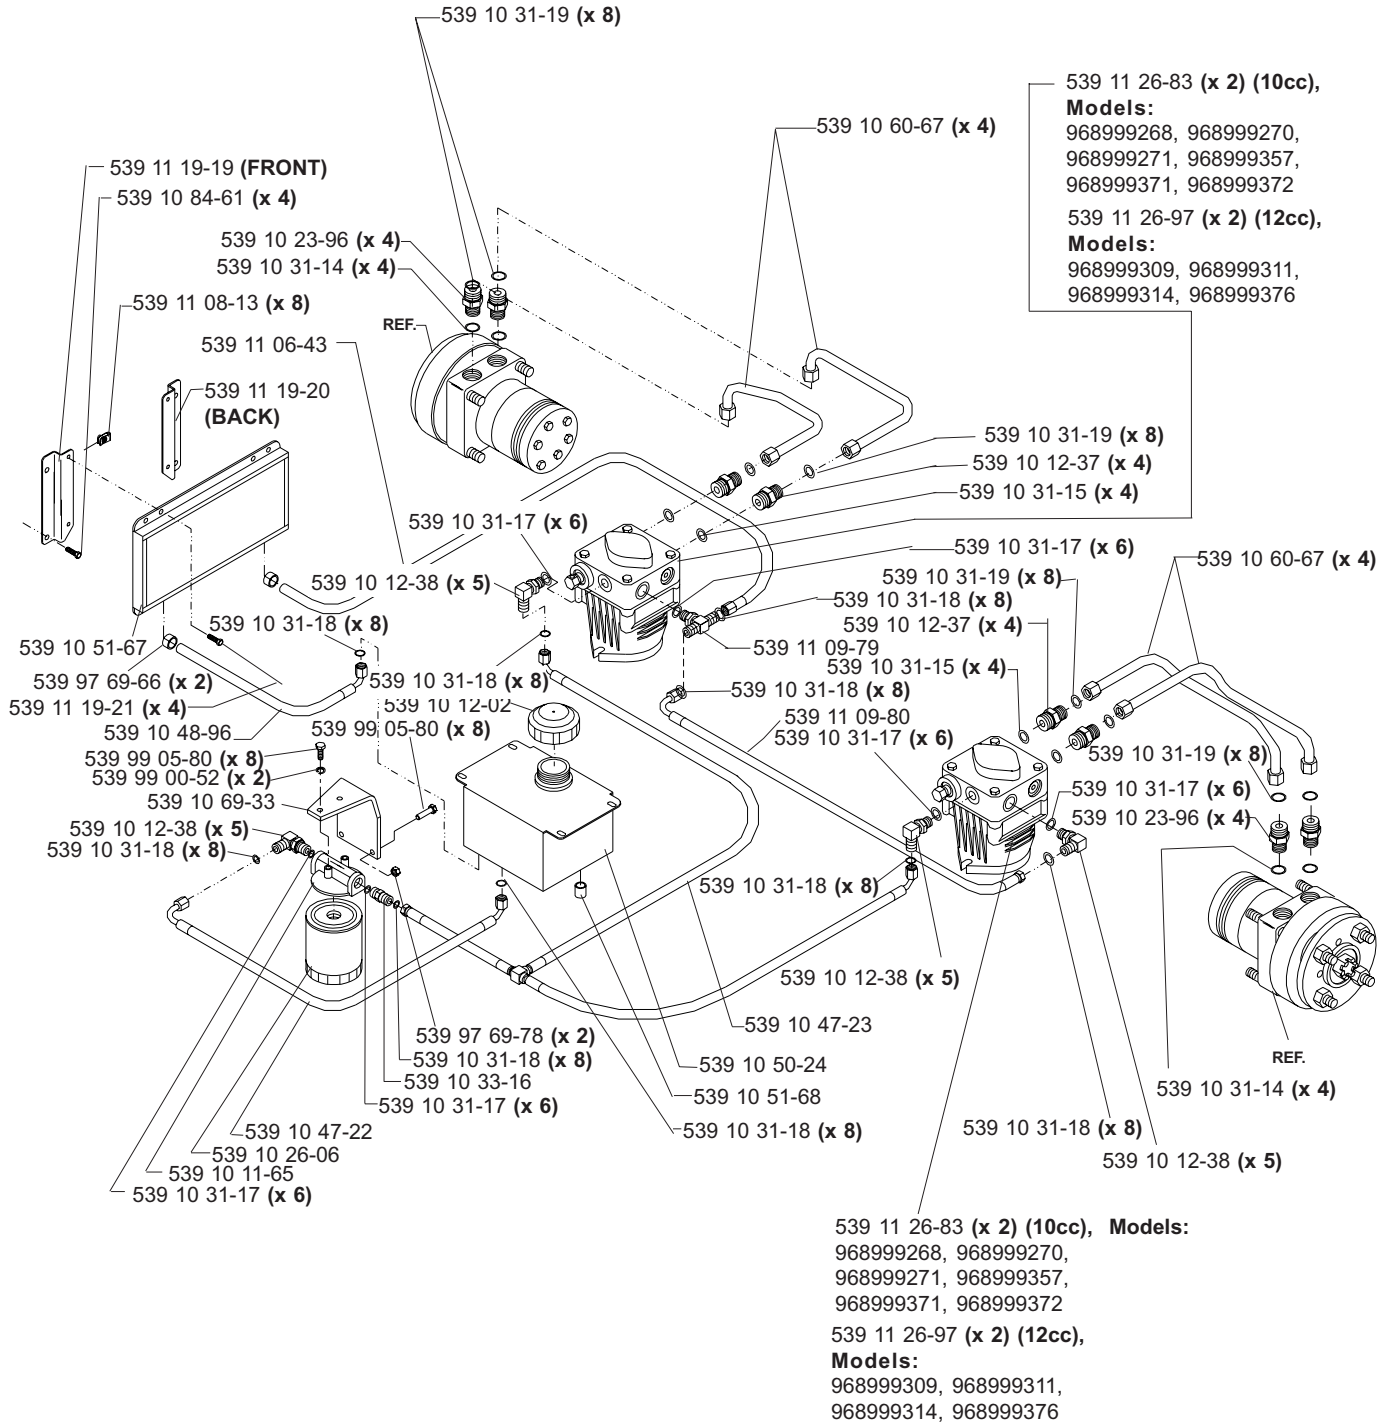 539 10 31-19 (x 8)
539 11 26-83 (x 2) (10cc),
Models:
968999268, 968999270,
968999271, 968999357,
968999371, 968999372
539 11 26-97 (x 2) (12cc),
Models:
968999309, 968999311,
968999314, 968999376
539 10 60-67 (x 4)
539 11 19-19 (FRONT)
539 10 84-61 (x 4)
539 10 23-96 (x 4)
539 10 31-14 (x 4)
539 11 08-13 (x 8)
REF.
539 11 06-43
539 11 19-20
(BACK)
539 10 31-19 (x 8)
539 10 12-37 (x 4)
539 10 31-15 (x 4)
539 10 31-17 (x 6)
539 10 31-17 (x 6)
539 10 60-67 (x 4)
539 10 12-38 (x 5)
539 10 31-19 (x 8)
539 10 31-18 (x 8)
539 10 31-18 (x 8)
539 10 12-37 (x 4)
539 10 51-67
539 11 09-79
539 10 31-15 (x 4)
539 97 69-66 (x 2)
539 10 31-18 (x 8)
539 10 31-18 (x 8)
539 11 19-21 (x 4)
539 10 12-02
539 11 09-80
539 10 48-96
539 99 05-80 (x 8)
539 10 31-17 (x 6)
539 99 05-80 (x 8)
539 10 31-19 (x 8)
539 99 00-52 (x 2)
539 10 31-17 (x 6)
539 10 69-33
539 10 23-96 (x 4)
539 10 12-38 (x 5)
539 10 31-18 (x 8)
539 10 31-18 (x 8)
539 10 12-38 (x 5)
539 10 47-23
539 97 69-78 (x 2)
539 10 31-18 (x 8)
539 10 50-24
REF.
539 10 33-16
539 10 31-14 (x 4)
539 10 51-68
539 10 31-17 (x 6)
539 10 31-18 (x 8)
539 10 31-18 (x 8)
539 10 47-22
539 10 26-06
539 10 12-38 (x 5)
539 10 11-65
539 10 31-17 (x 6)
539 11 26-83 (x 2) (10cc), Models:
968999268, 968999270,
968999271, 968999357,
968999371, 968999372
539 11 26-97 (x 2) (12cc),
Models:
968999309, 968999311,
968999314, 968999376